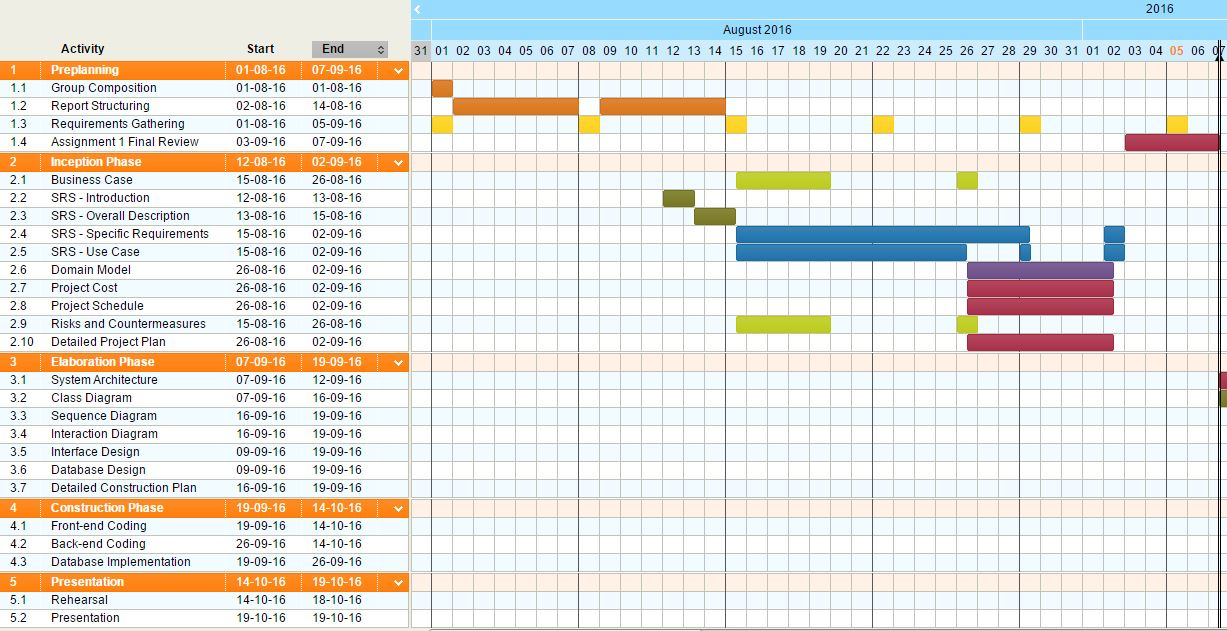 2016
August 2016
Activity Start End 31 01 02 03 04 05 06 07 08 09 10 11 12 13 14 15 16 17 18 19 20 21 22 23 24 25 26 27 28 29 30 31 01 02 03 04 05 06 07
1 Preplanning 01-08-16 07-09-16
1.1 Group Composition 01-08-16 01-08-16
1.2 Report Structuring 02-08-16 14-08-16
1.3 Requirements Gathering 01-08-16 05-09-16
1.4 Assignment 1 Final Review 03-09-16 07-09-16
2 Inception Phase 12-08-16 02-09-16
2.1 Business Case 15-08-16 26-08-16
2.2 SRS - Introduction 12-08-16 13-08-16
2.3 SRS - Overall Description 13-08-16 15-08-16
2.4 SRS - Specific Requirements 15-08-16 02-09-16
2.5 SRS - Use Case 15-08-16 02-09-16
2.6 Domain Model 26-08-16 02-09-16
2.7 Project Cost 26-08-16 02-09-16
2.8 Project Schedule 26-08-16 02-09-16
2.9 Risks and Countermeasures 15-08-16 26-08-16
2.10 Detailed Project Plan 26-08-16 02-09-16
3 Elaboration Phase 07-09-16 19-09-16
3.1 System Architecture 07-09-16 12-09-16
3.2 Class Diagram 07-09-16 16-09-16
3.3 Sequence Diagram 16-09-16 19-09-16
3.4 Interaction Diagram 16-09-16 19-09-16
3.5 Interface Design 09-09-16 19-09-16
3.6 Database Design 09-09-16 19-09-16
3.7 Detailed Construction Plan 16-09-16 19-09-16
4 Construction Phase 19-09-16 14-10-16
4.1 Front-end Coding 19-09-16 14-10-16
4.2 Back-end Coding 26-09-16 14-10-16
4.3 Database Implementation 19-09-16 26-09-16
5 Presentation 14-10-16 19-10-16
5.1 Rehearsal 14-10-16 18-10-16
5.2 Presentation 19-10-16 19-10-16